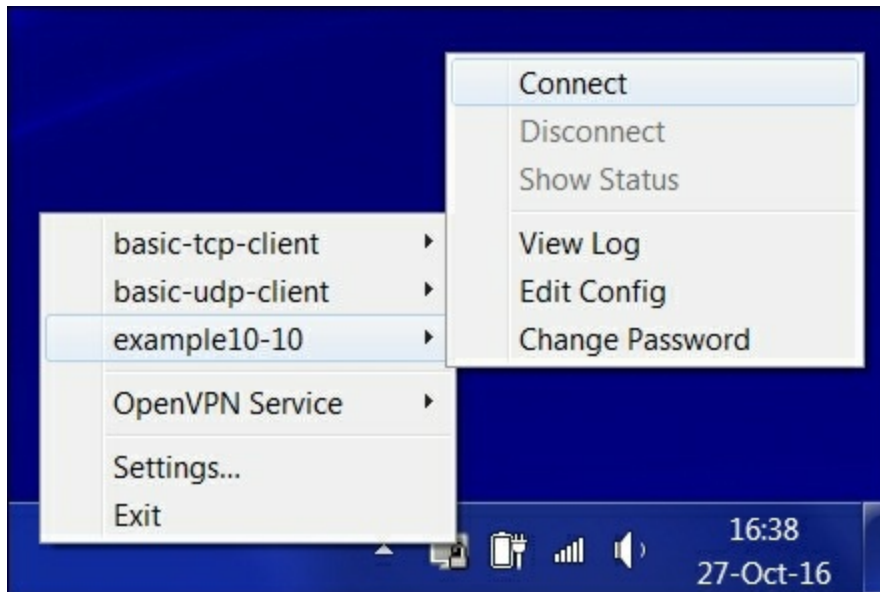 Connect
Disconnect
Show Status
View Log
Edit Config
Change Password
basic-tcp-client
basic-udp-client
example10-10
OpenVPN Service
Settings...
Exit
16:38
27-Oct-16